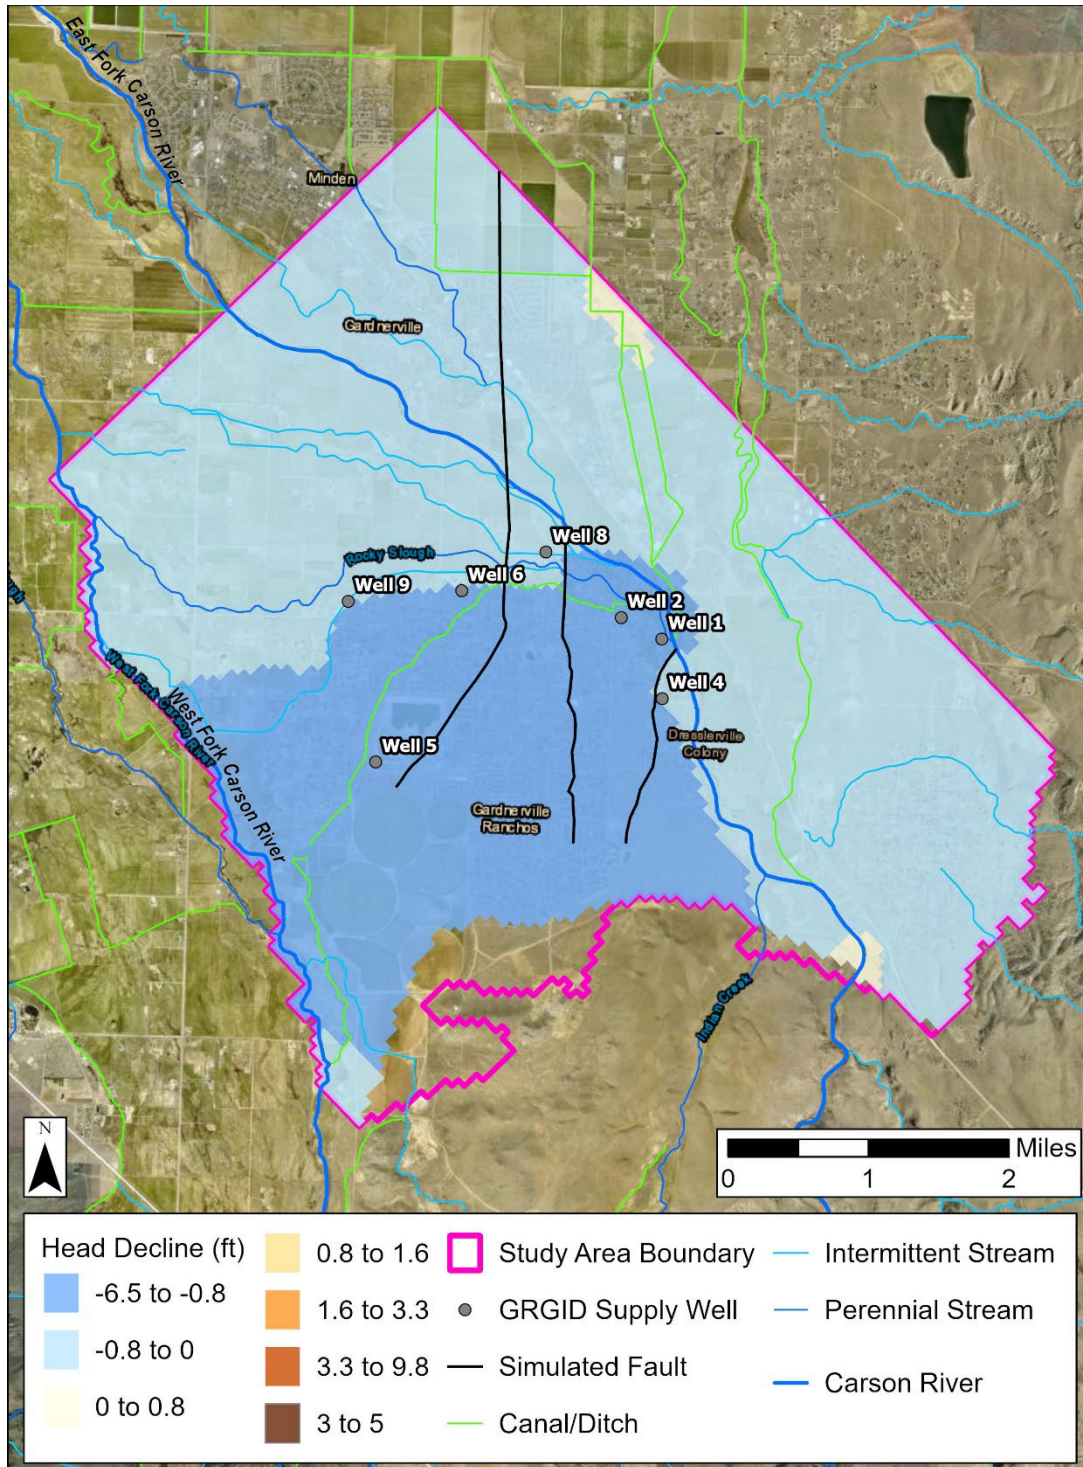 East Fork Carson River
Minden
Gardnerville
Rocky Slough
Well 8
Well 6
Well 9
Well 2
Well 1
Well 4
Dresslerville
Colony
West Fork Carson River
West Fork Carson River
Well 5
Gardnerville
Ranchos
Indian Creek
N
Miles
0
1
2
Head Decline (ft)
-6.5 to -0.8
-0.8 to 0
0 to 0.8
0.8 to 1.6
1.6 to 3.3
3.3 to 9.8
3 to 5
Study Area Boundary
GRGID Supply Well
Simulated Fault
Canal/Ditch
Intermittent Stream
Perennial Stream
Carson River